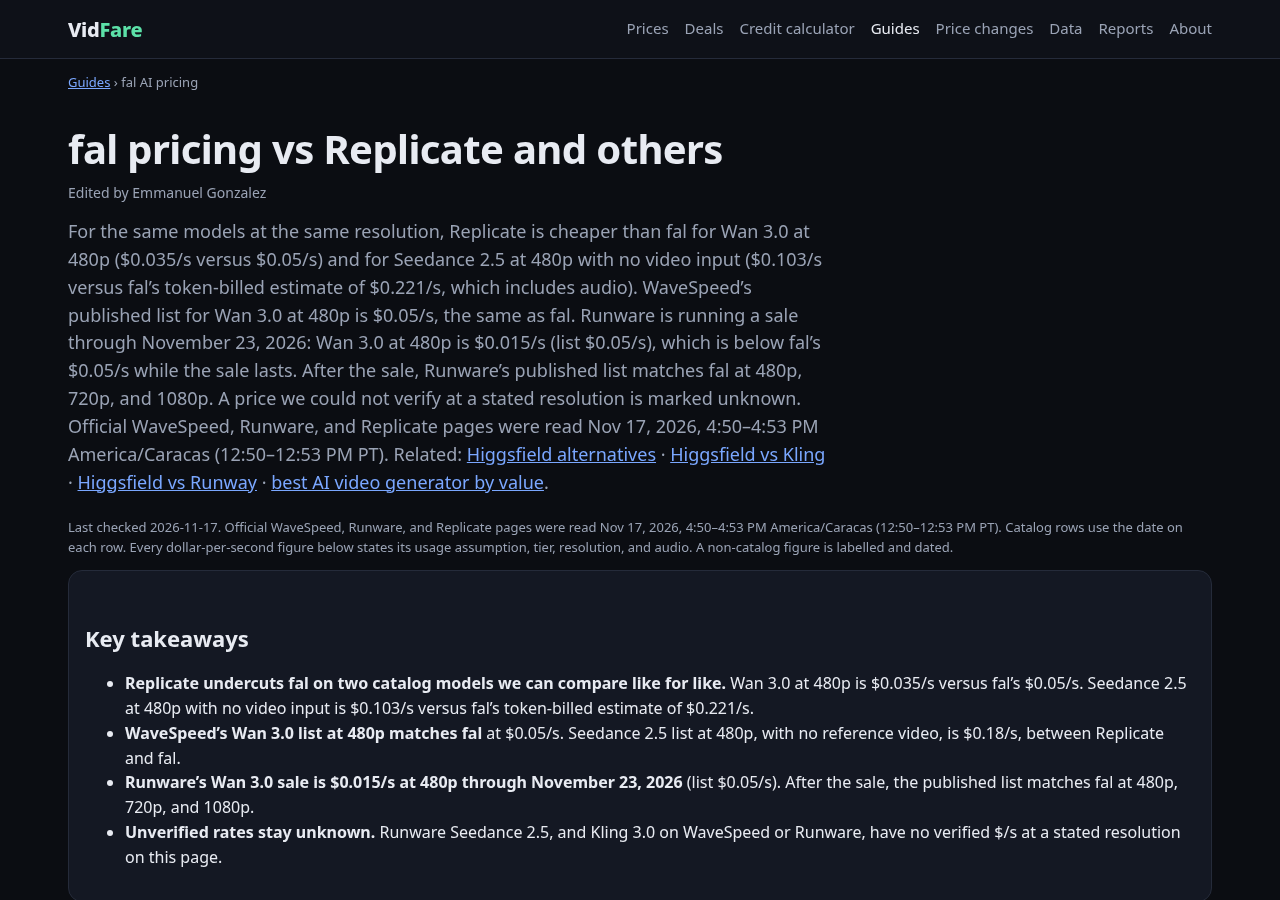 VidFare
Prices Deals Credit calculator Guides Price changes Data Reports About
Guides › fal AI pricing
fal pricing vs Replicate and others
Edited by Emmanuel Gonzalez
For the same models at the same resolution, Replicate is cheaper than fal for Wan 3.0 at
480p ($0.035/s versus $0.05/s) and for Seedance 2.5 at 480p with no video input ($0.103/s
versus fal’s token-billed estimate of $0.221/s, which includes audio). WaveSpeed’s
published list for Wan 3.0 at 480p is $0.05/s, the same as fal. Runware is running a sale
through November 23, 2026: Wan 3.0 at 480p is $0.015/s (list $0.05/s), which is below fal’s
$0.05/s while the sale lasts. After the sale, Runware’s published list matches fal at 480p,
720p, and 1080p. A price we could not verify at a stated resolution is marked unknown.
Official WaveSpeed, Runware, and Replicate pages were read Nov 17, 2026, 4:50–4:53 PM
America/Caracas (12:50–12:53 PM PT). Related: Higgsfield alternatives · Higgsfield vs Kling
· Higgsfield vs Runway · best AI video generator by value.
Last checked 2026-11-17. Official WaveSpeed, Runware, and Replicate pages were read Nov 17, 2026, 4:50–4:53 PM America/Caracas (12:50–12:53 PM PT). Catalog rows use the date on
each row. Every dollar-per-second figure below states its usage assumption, tier, resolution, and audio. A non-catalog figure is labelled and dated.
Key takeaways
• Replicate undercuts fal on two catalog models we can compare like for like. Wan 3.0 at 480p is $0.035/s versus fal’s $0.05/s. Seedance 2.5
at 480p with no video input is $0.103/s versus fal’s token-billed estimate of $0.221/s.
• WaveSpeed’s Wan 3.0 list at 480p matches fal at $0.05/s. Seedance 2.5 list at 480p, with no reference video, is $0.18/s, between Replicate
and fal.
• Runware’s Wan 3.0 sale is $0.015/s at 480p through November 23, 2026 (list $0.05/s). After the sale, the published list matches fal at 480p,
720p, and 1080p.
• Unverified rates stay unknown. Runware Seedance 2.5, and Kling 3.0 on WaveSpeed or Runware, have no verified $/s at a stated resolution
on this page.